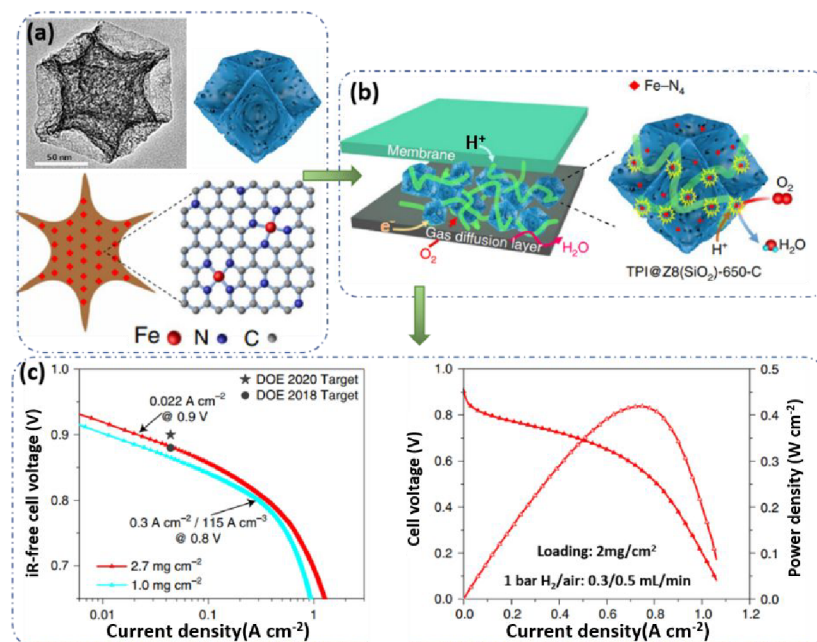 (a)
50 nm
Fe N C
(b)
Fe–N₄
H⁺
Membrane
e⁻
Gas diffusion layer
O₂
H₂O
O₂
H⁺
H₂O
TPI@Z8(SiO₂)-650-C
(c)
1.0
0.9
0.8
0.7
iR-free cell voltage (V)
0.022 A cm⁻²
@ 0.9 V
DOE 2020 Target
DOE 2018 Target
0.3 A cm⁻² / 115 A cm⁻³
@ 0.8 V
2.7 mg cm⁻²
1.0 mg cm⁻²
0.01 0.1 1
Current density(A cm⁻²)
1.0
0.8
0.6
0.4
0.2
0
Cell voltage (V)
0.5
0.4
0.3
0.2
0.1
0
Power density (W cm⁻²)
Loading: 2mg/cm²
1 bar H₂/air: 0.3/0.5 mL/min
0.0 0.2 0.4 0.6 0.8 1.0 1.2
Current density(A cm⁻²)